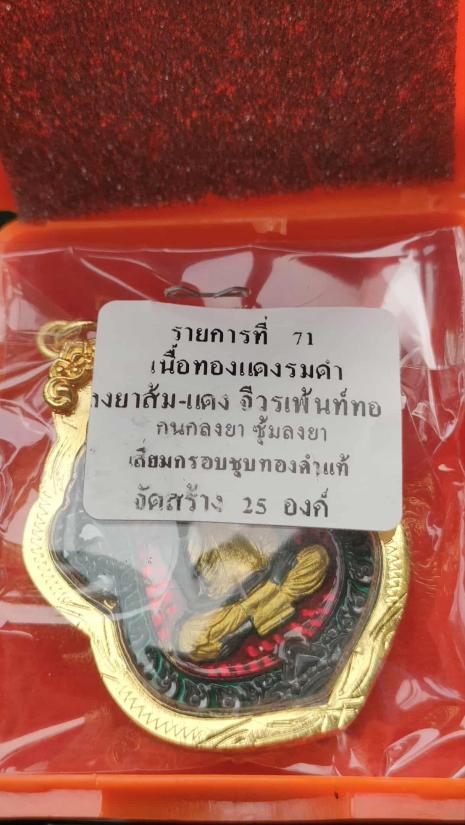 รายการที่ 71
เนื้อทองแดงรมดำ
ลงยาส้ม-แดง จีวรเพ้นท์ทอ
กนกลงยา ซุ้มลงยา
เลี่ยมกรอบชุบทองคำแท้
จัดสร้าง 25 องค์